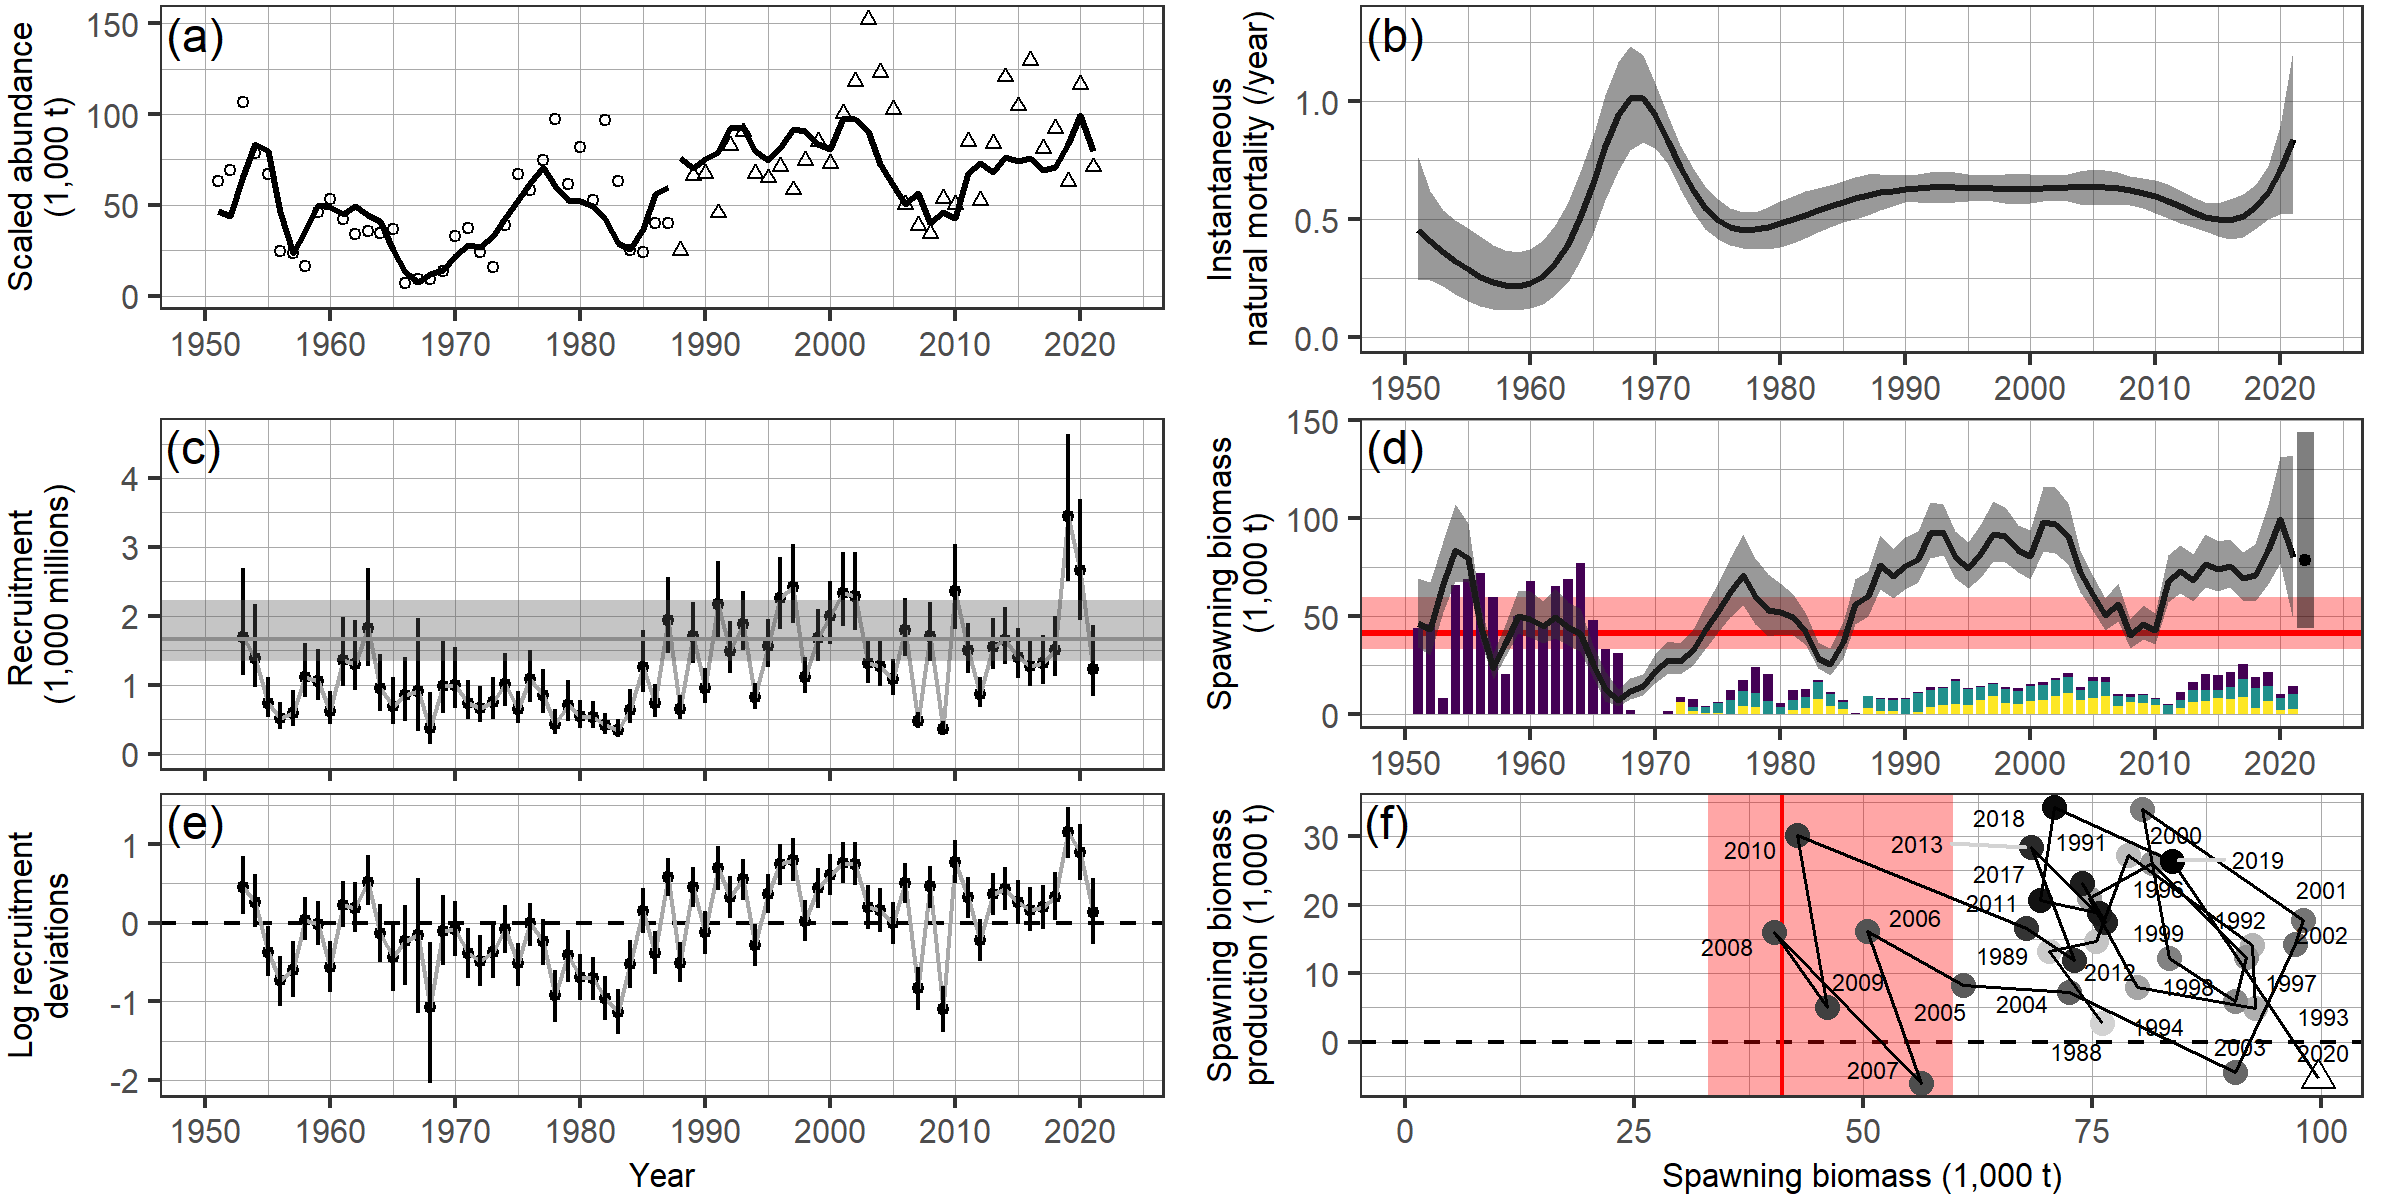 (a)
Scaled abundance
(1,000 t)
150
100
50
0
1950 1960 1970 1980 1990 2000 2010 2020
(b)
Instantaneous
natural mortality (/year)
1.0
0.5
0.0
1950 1960 1970 1980 1990 2000 2010 2020
(c)
Recruitment
(1,000 millions)
4
3
2
1
0
(d)
Spawning biomass
(1,000 t)
150
100
50
0
1950 1960 1970 1980 1990 2000 2010 2020
(e)
Log recruitment
deviations
1
0
-1
-2
1950 1960 1970 1980 1990 2000 2010 2020
Year
(f)
Spawning biomass
production (1,000 t)
30
20
10
0
2018
1991
2000
2010
2013
2019
2017
1996
2001
2011
2006
1992
2008
1999
2002
1989
2012
2009
1998
1997
2005
2004
1994
1993
1988
2003
2020
2007
0 25 50 75 100
Spawning biomass (1,000 t)